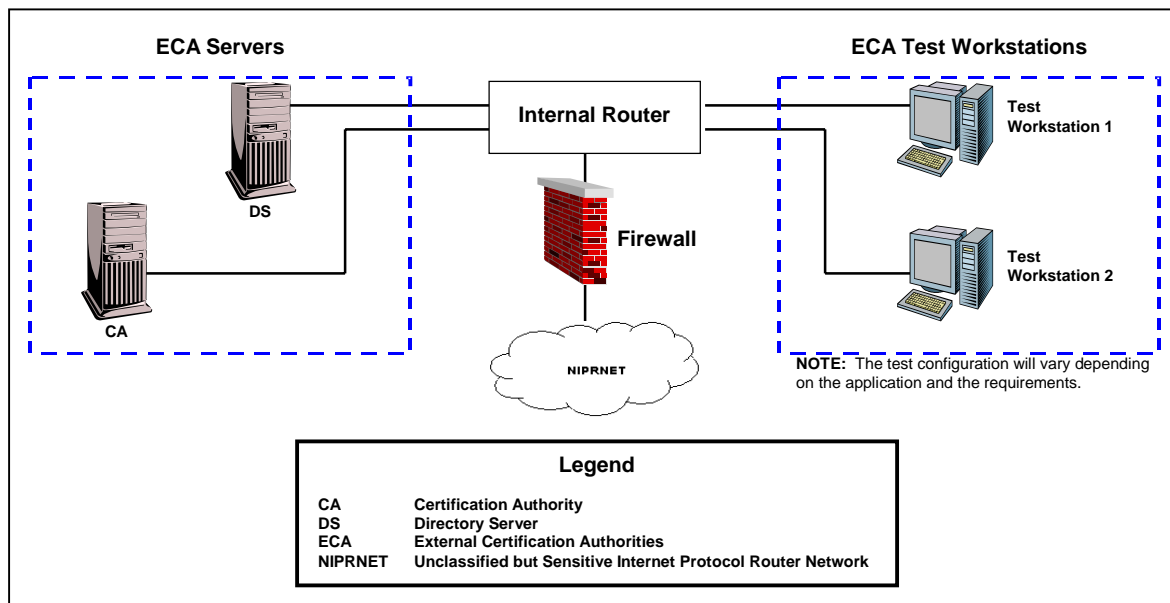 ECA Servers
ECA Test Workstations
Internal Router
Test
Workstation 1
DS
Firewall
Test
Workstation 2
CA
NIPRNET
NOTE: The test configuration will vary depending
on the application and the requirements.
Legend
CA Certification Authority
DS Directory Server
ECA External Certification Authorities
NIPRNET Unclassified but Sensitive Internet Protocol Router Network